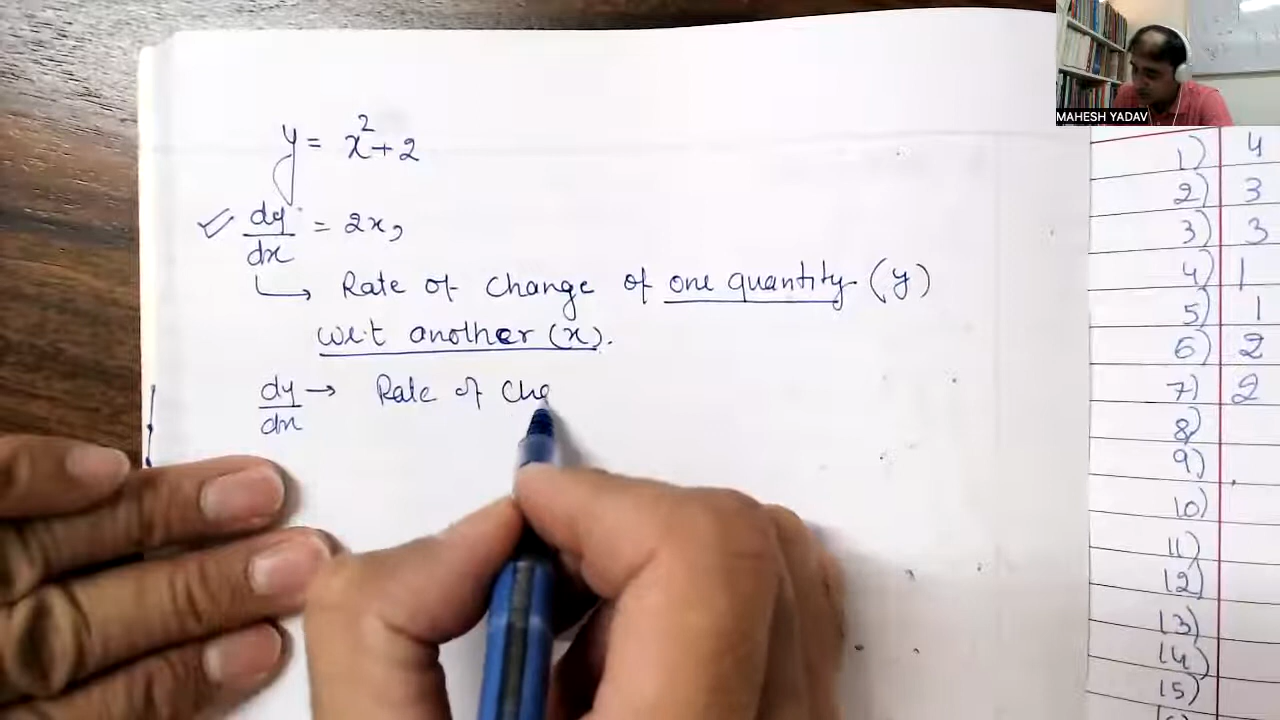 y = x²+2
dy/dx = 2x,
Rate of change of one quantity (y)
w.r.t another (x).
dy/dx → Rate of Cha
MAHESH YADAV
1) 4
2) 3
3) 3
4) 1
5) 1
6) 2
7) 2
8)
9)
10)
11)
12)
13)
14)
15)